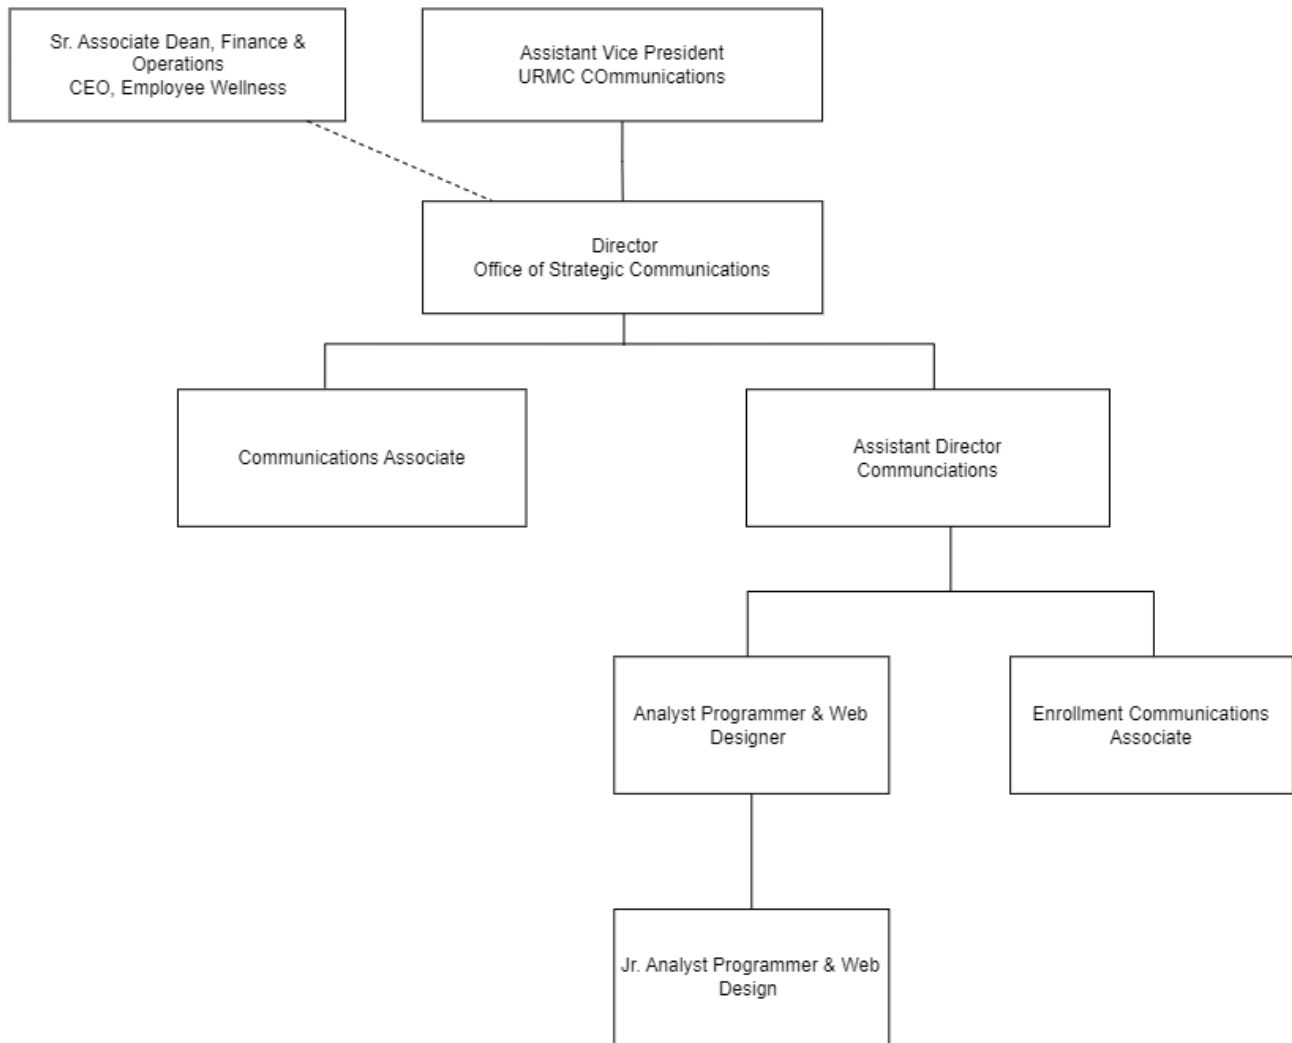 Sr. Associate Dean, Finance &
Operations
CEO, Employee Wellness
Assistant Vice President
URMC COmmunications
Director
Office of Strategic Communications
Communications Associate
Assistant Director
Communciations
Analyst Programmer & Web
Designer
Enrollment Communications
Associate
Jr. Analyst Programmer & Web
Design